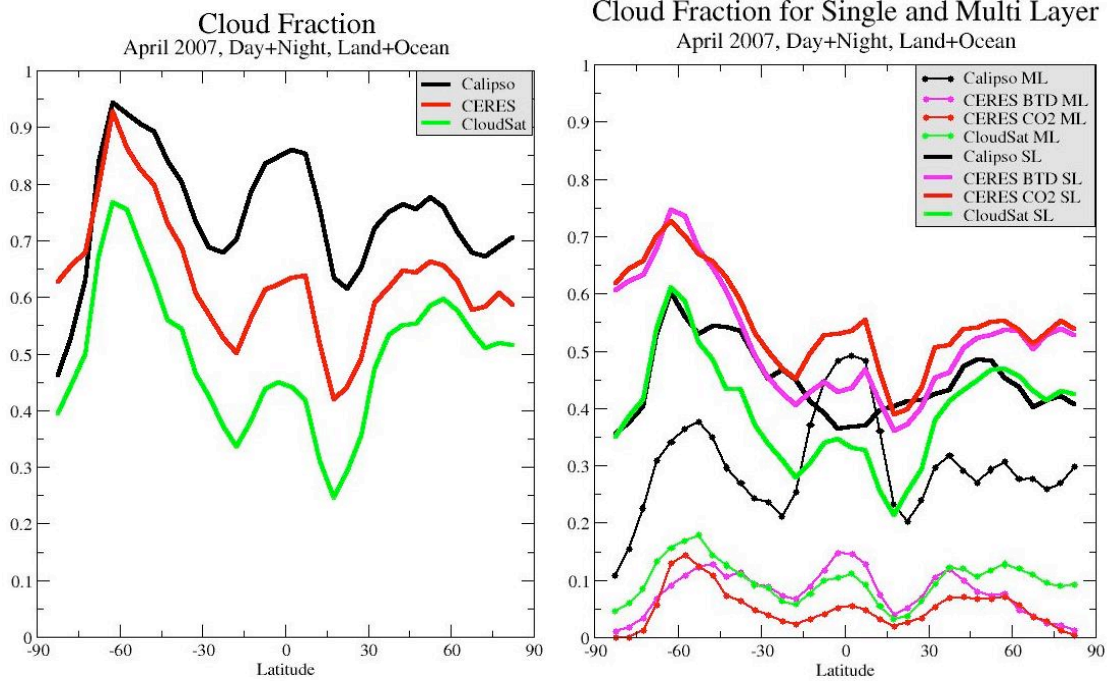 Cloud Fraction
April 2007, Day+Night, Land+Ocean
1
0.9
0.8
0.7
0.6
0.5
0.4
0.3
0.2
0.1
0
-90
-60
-30
0
30
60
90
Latitude
Calipso
CERES
CloudSat
Cloud Fraction for Single and Multi Layer
April 2007, Day+Night, Land+Ocean
1
0.9
0.8
0.7
0.6
0.5
0.4
0.3
0.2
0.1
0
-90
-60
-30
0
30
60
90
Latitude
Calipso ML
CERES BTD ML
CERES CO2 ML
CloudSat ML
Calipso SL
CERES BTD SL
CERES CO2 SL
CloudSat SL